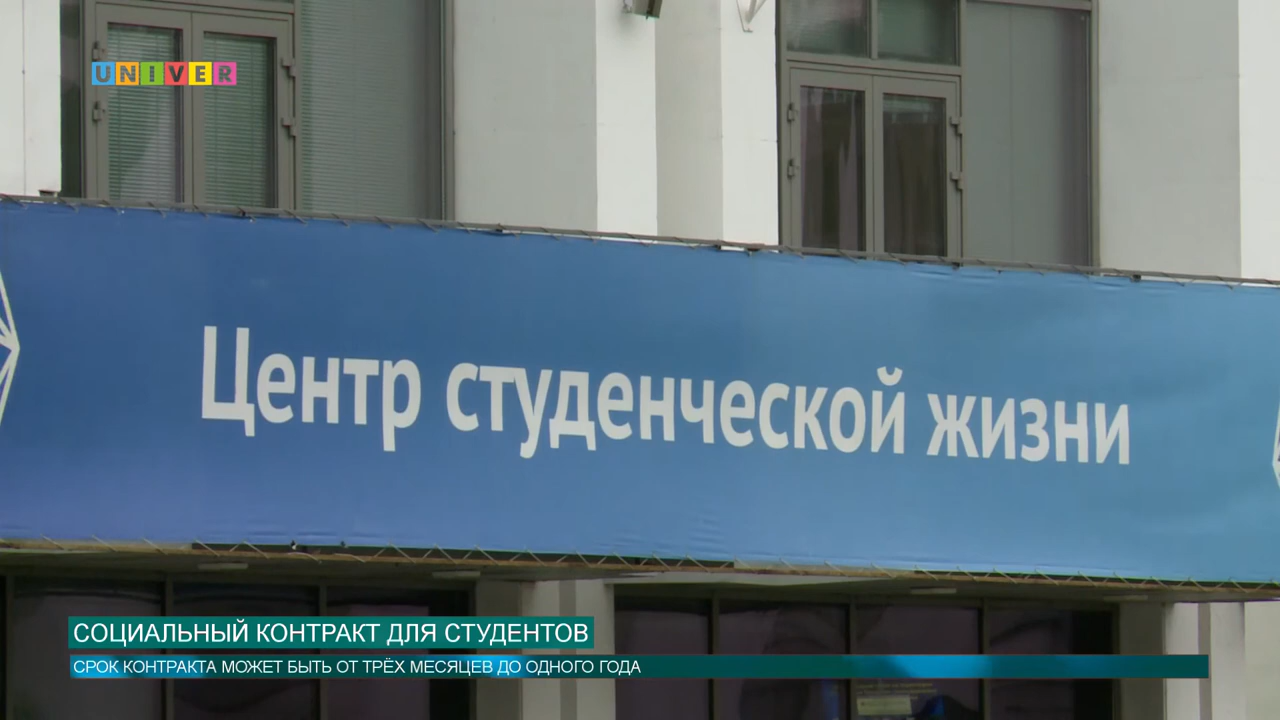 UNIVER
Центр студенческой жизни
СОЦИАЛЬНЫЙ КОНТРАКТ ДЛЯ СТУДЕНТОВ
СРОК КОНТРАКТА МОЖЕТ БЫТЬ ОТ ТРЁХ МЕСЯЦЕВ ДО ОДНОГО ГОДА